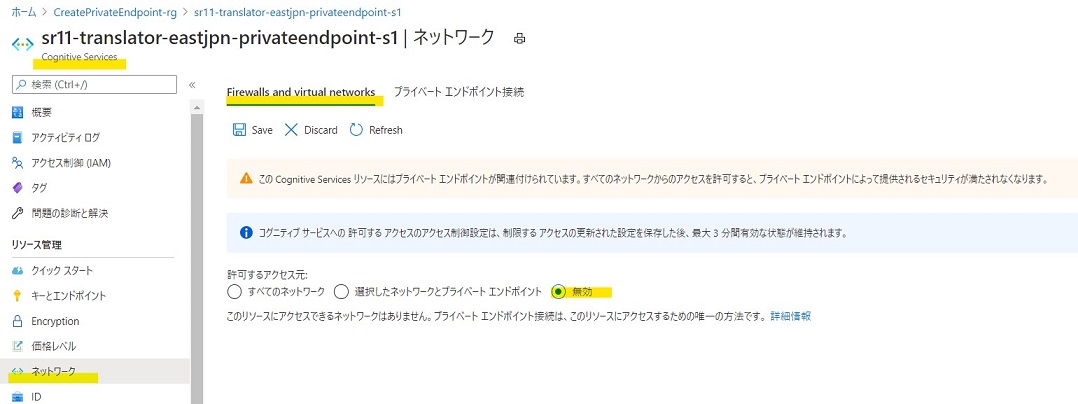 ホーム > CreatePrivateEndpoint-rg > sr11-translator-eastjpn-privateendpoint-s1
sr11-translator-eastjpn-privateendpoint-s1 | ネットワーク
Cognitive Services
検索 (Ctrl+/)
«
概要
アクティビティ ログ
アクセス制御 (IAM)
タグ
問題の診断と解決
リソース管理
クイック スタート
キーとエンドポイント
Encryption
価格レベル
ネットワーク
ID
Firewalls and virtual networks プライベート エンドポイント接続
Save Discard Refresh
この Cognitive Services リソースにはプライベート エンドポイントが関連付けられています。すべてのネットワークからのアクセスを許可すると、プライベート エンドポイントによって提供されるセキュリティが満たされなくなります。
コグニティブ サービスへの 許可する アクセスのアクセス制御設定は、制限する アクセスの更新された設定を保存した後、最大 3 分間有効な状態が維持されます。
許可するアクセス元:
すべてのネットワーク 選択したネットワークとプライベート エンドポイント 無効
このリソースにアクセスできるネットワークはありません。プライベート エンドポイント接続は、このリソースにアクセスするための唯一の方法です。 詳細情報